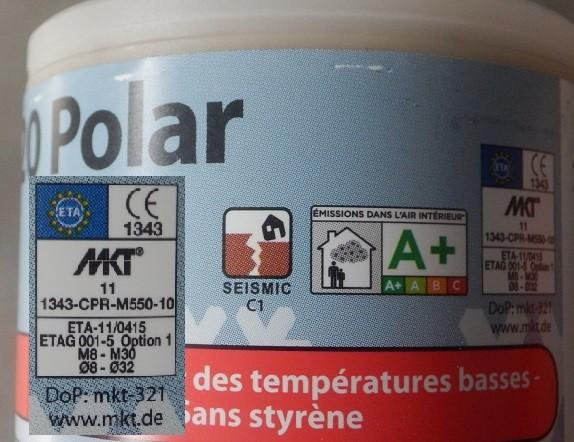 Polar
ETA CE
1343
MKT®
11
1343-CPR-M550-10
ETA-11/0415
ETAG 001-5 Option 1
M8 - M30
Ø8 - Ø32
DoP: mkt-321
www.mkt.de
SEISMIC
C1
ÉMISSIONS DANS L'AIR INTÉRIEUR*
A+
A+ A B C
ETA CE
1343
MKT
11
1343-CPR-M550-10
ETA-11/0415
ETAG 001-5 Option 1
M8 - M30
Ø8 - Ø32
DoP: mkt-321
www.mkt.de
des températures basses -
sans styrène